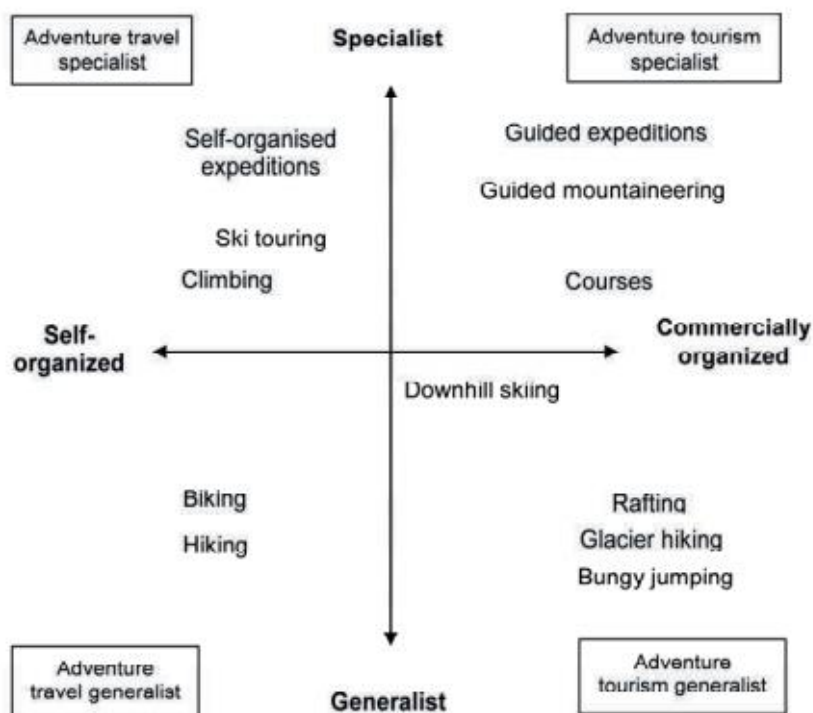 Adventure travel
specialist
Specialist
Adventure tourism
specialist
Self-organised
expeditions
Guided expeditions
Guided mountaineering
Ski touring
Climbing
Courses
Self-
organized
Commercially
organized
Downhill skiing
Biking
Hiking
Rafting
Glacier hiking
Bungy jumping
Adventure
travel generalist
Generalist
Adventure
tourism generalist